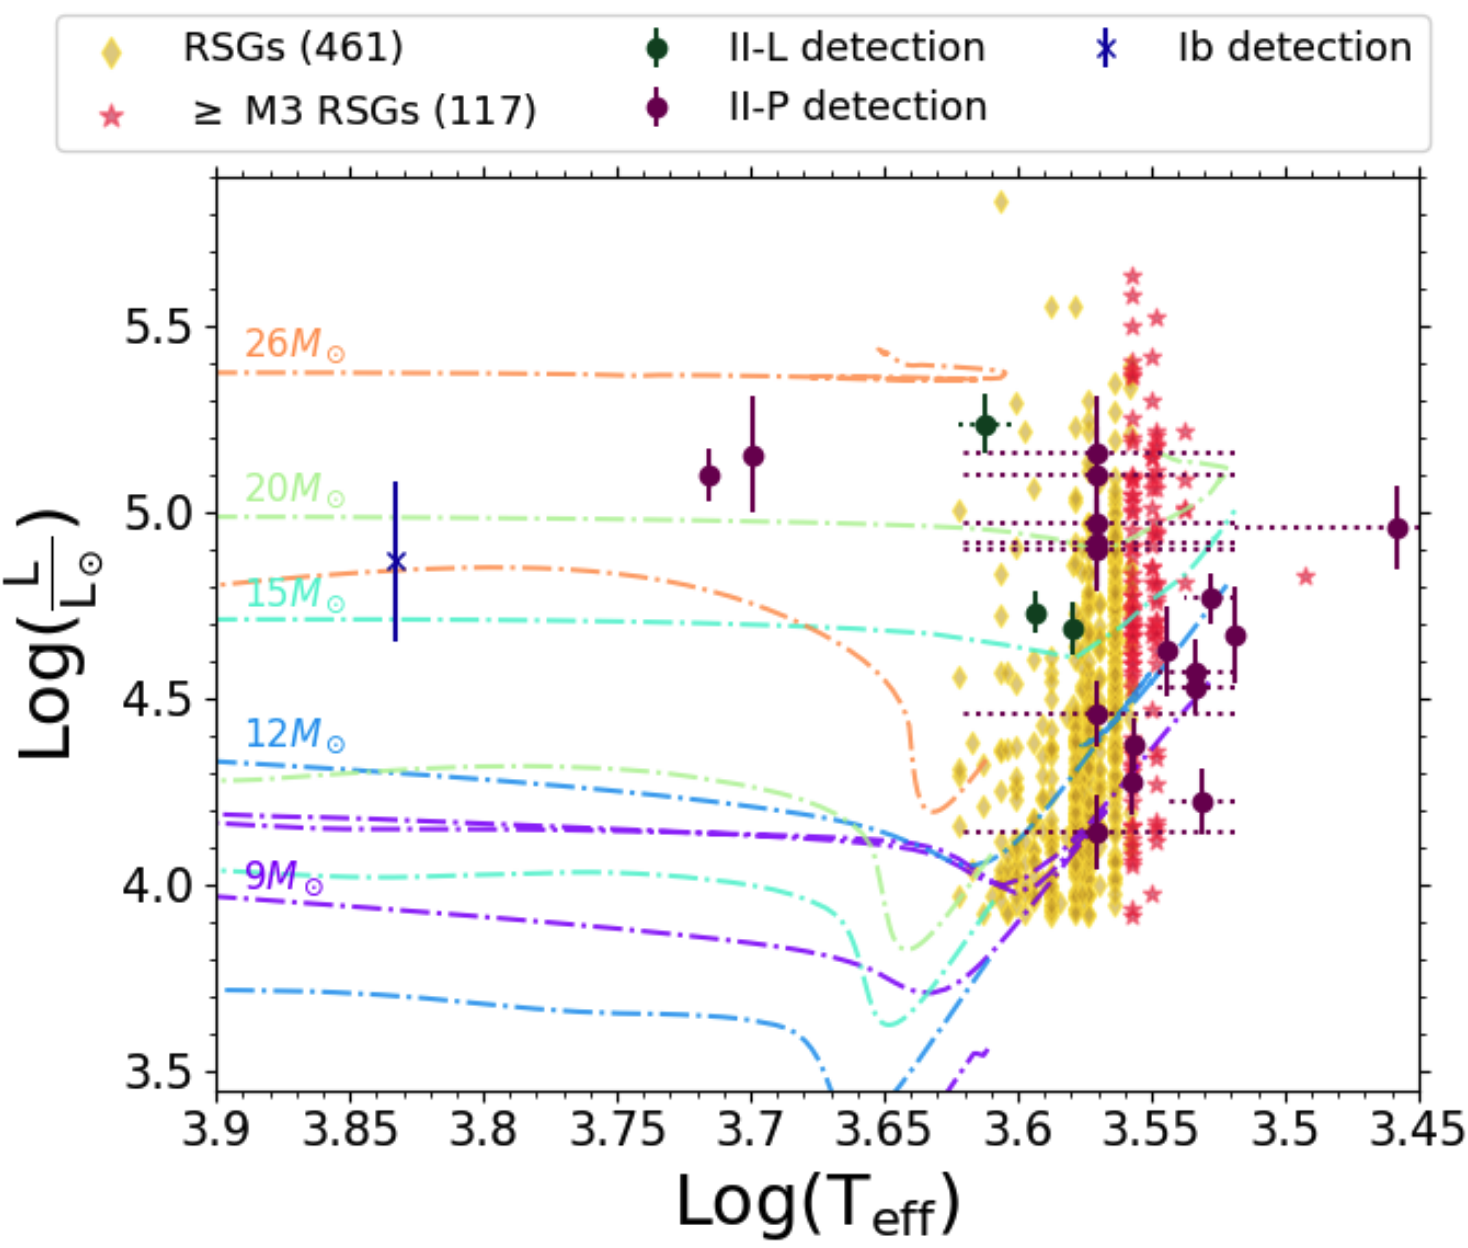 RSGs (461)
≥ M3 RSGs (117)
II-L detection
II-P detection
Ib detection
Log(L/L⊙)
5.5
5.0
4.5
4.0
3.5
26M⊙
20M⊙
15M⊙
12M⊙
9M⊙
3.9 3.85 3.8 3.75 3.7 3.65 3.6 3.55 3.5 3.45
Log(Teff)